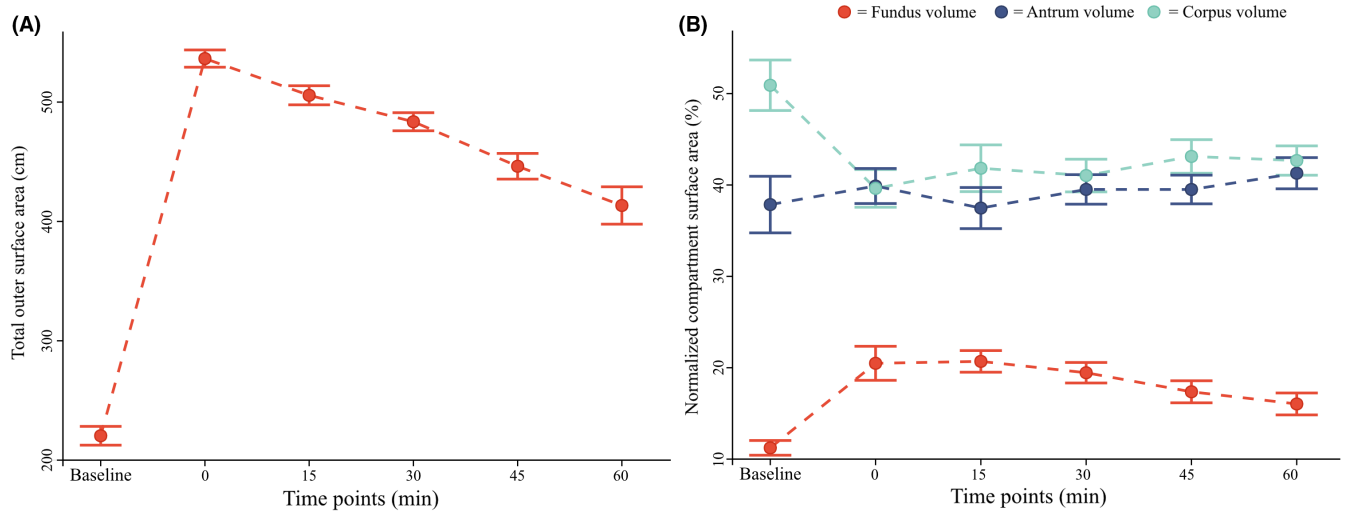 (A)
Total outer surface area (cm)
500
400
300
200
Baseline 0 15 30 45 60
Time points (min)
(B)
= Fundus volume = Antrum volume = Corpus volume
Normalized compartment surface area (%)
50
40
30
20
10
Baseline 0 15 30 45 60
Time points (min)